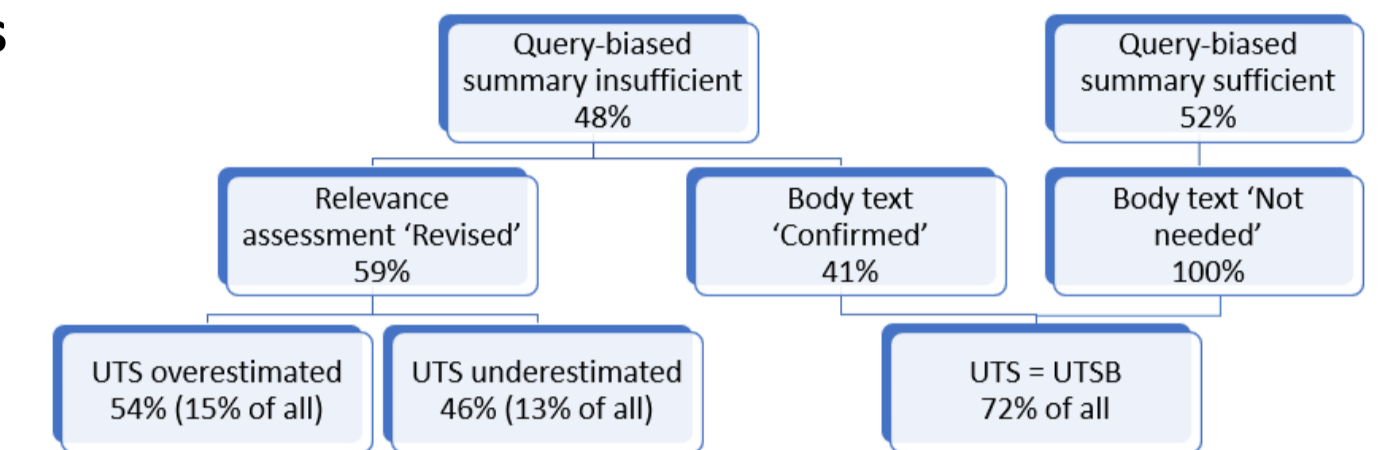 s
Query-biased
summary insufficient
48%
Query-biased
summary sufficient
52%
Relevance
assessment ‘Revised’
59%
Body text
‘Confirmed’
41%
Body text ‘Not
needed’
100%
UTS overestimated
54% (15% of all)
UTS underestimated
46% (13% of all)
UTS = UTSB
72% of all